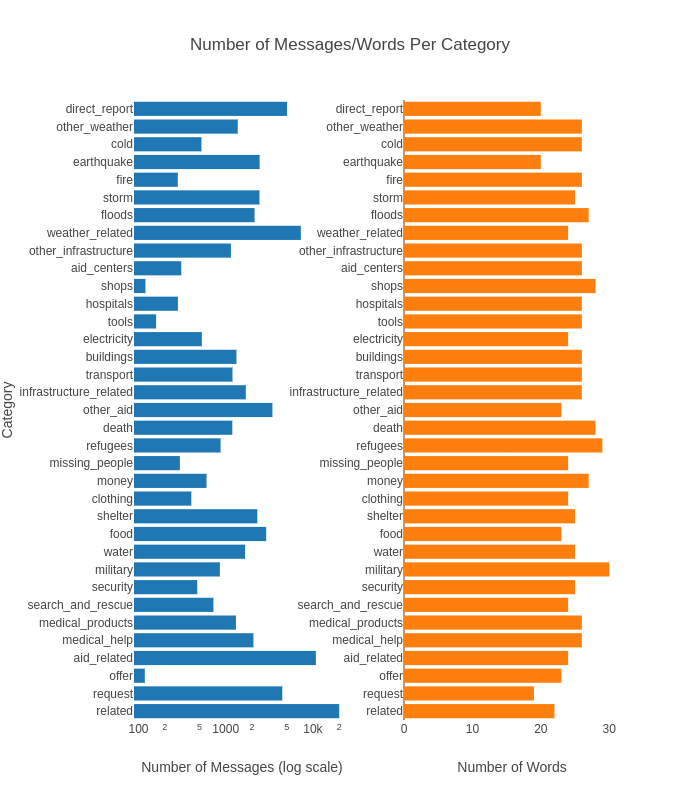 Number of Messages/Words Per Category
direct_report
other_weather
cold
earthquake
fire
storm
floods
weather_related
other_infrastructure
aid_centers
shops
hospitals
tools
electricity
buildings
transport
infrastructure_related
other_aid
death
refugees
missing_people
money
clothing
shelter
food
water
military
security
search_and_rescue
medical_products
medical_help
aid_related
offer
request
related
Category
100 2 5 1000 2 5 10k 2
Number of Messages (log scale)
direct_report
other_weather
cold
earthquake
fire
storm
floods
weather_related
other_infrastructure
aid_centers
shops
hospitals
tools
electricity
buildings
transport
infrastructure_related
other_aid
death
refugees
missing_people
money
clothing
shelter
food
water
military
security
search_and_rescue
medical_products
medical_help
aid_related
offer
request
related
0 10 20 30
Number of Words